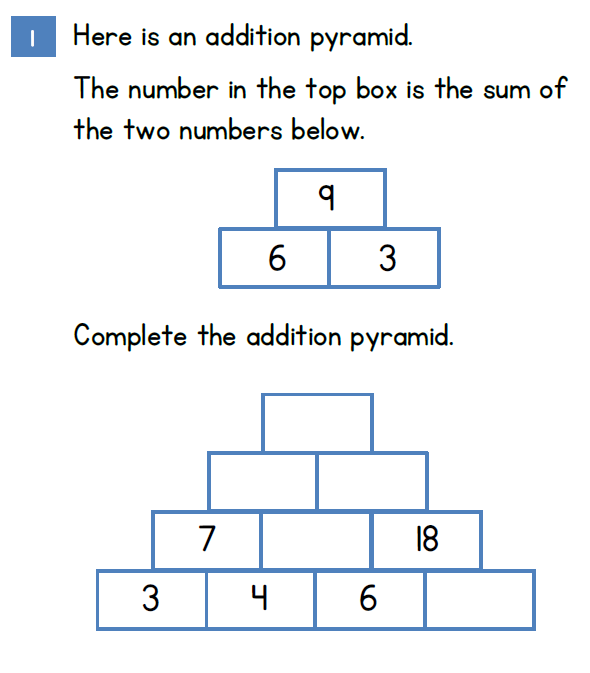 1 Here is an addition pyramid.
The number in the top box is the sum of
the two numbers below.
9
6 3
Complete the addition pyramid.
7 18
3 4 6